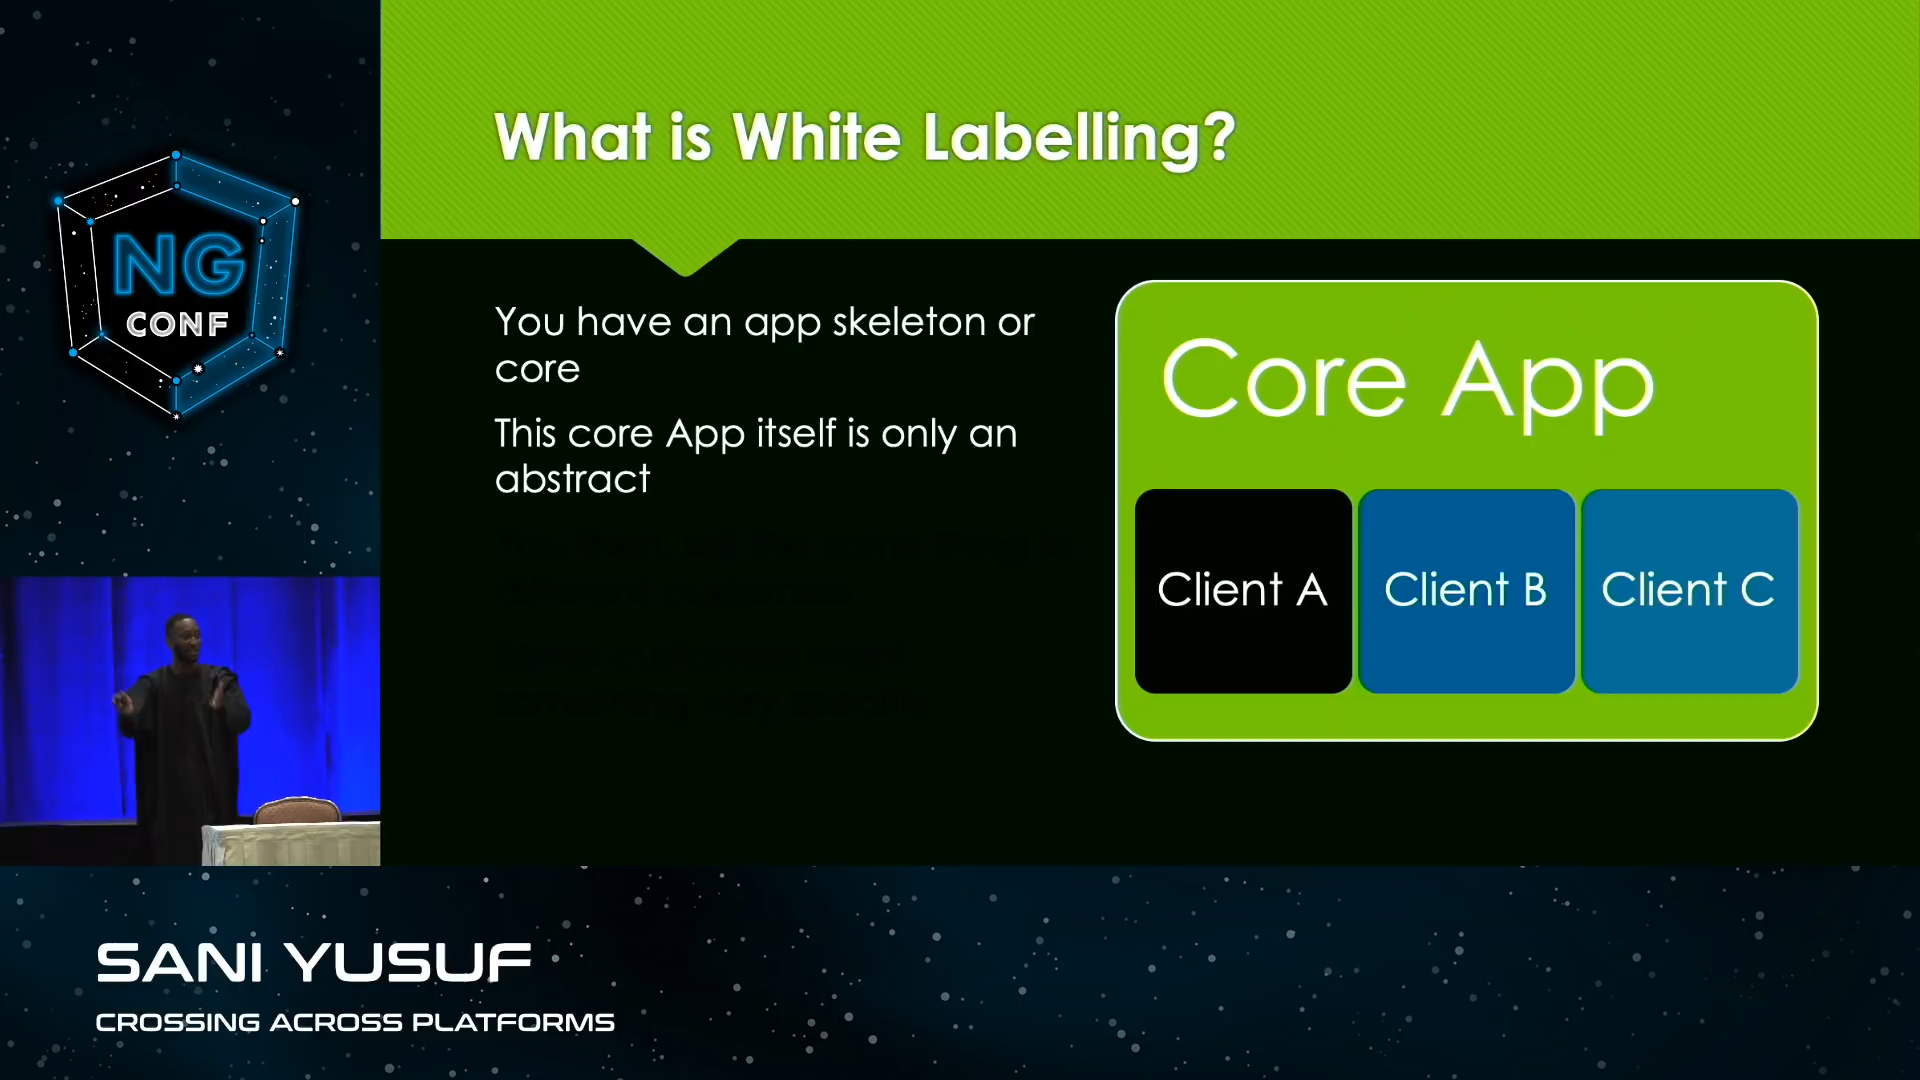 What is White Labelling?
NG
CONF
You have an app skeleton or
core
This core App itself is only an
abstract
Core App
Client A
Client B
Client C
SANI YUSUF
CROSSING ACROSS PLATFORMS